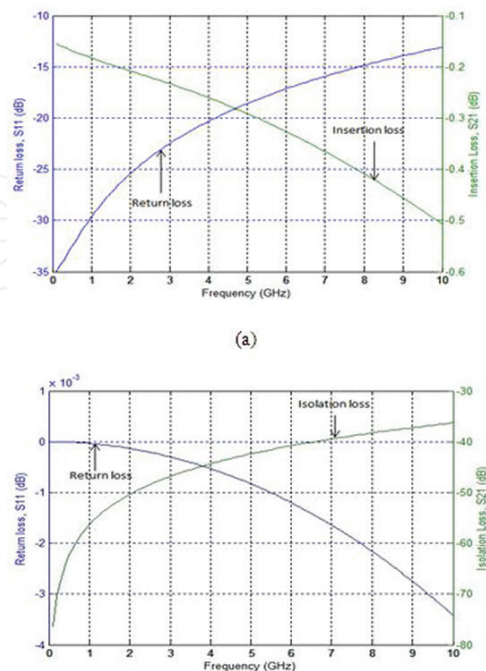 -10
-15
-20
-25
-30
-35
Return loss, S11 (dB)
-0.1
-0.2
-0.3
-0.4
-0.5
-0.6
Insertion Loss, S21 (dB)
Insertion loss
Return loss
0 1 2 3 4 5 6 7 8 9 10
Frequency (GHz)
(a)
× 10⁻³
1
0
-1
-2
-3
-4
Return loss, S11 (dB)
-30
-40
-50
-60
-70
-80
Isolation Loss, S21 (dB)
Isolation loss
Return loss
0 1 2 3 4 5 6 7 8 9 10
Frequency (GHz)